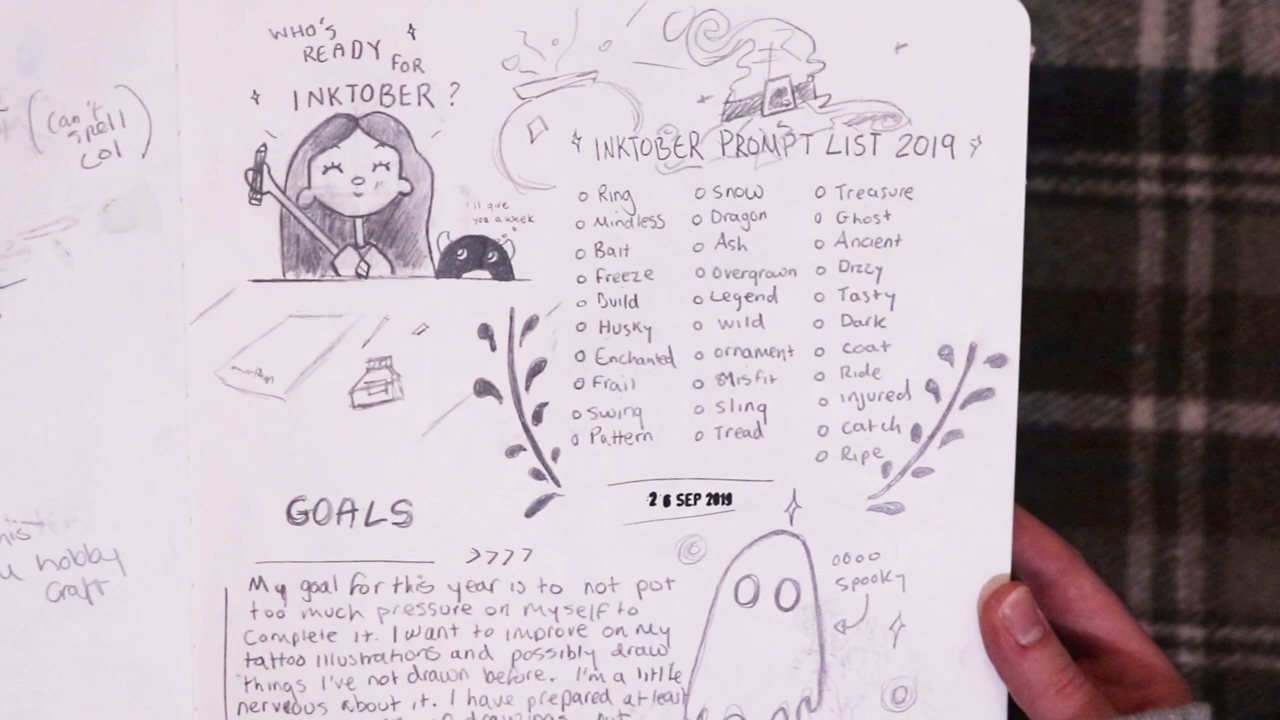 (can't
spell
col
WHO'S
READY
FOR
INKTOBER?
I'll give
you a week
INKTOBER PROMPT LIST 2019
Ring
Mindless
Bait
Freeze
Build
Husky
Enchanted
Frail
Swing
Pattern
Snow
Dragon
Ash
Overgrown
Legend
wild
ornament
Misfit
Sling
Tread
Treasure
Ghost
Ancient
Dizzy
Tasty
Dark
coat
Ride
injured
catch
Ripe
26 SEP 2019
GOALS
My goal for this year is to not put
too much pressure on myself to
complete it. I want to improve on my
tattoo illustrations and possibly draw
things I've not drawn before. I'm a little
nervous about it. I have prepared at least
drawings, but
oooo
spooky
hobby
craft